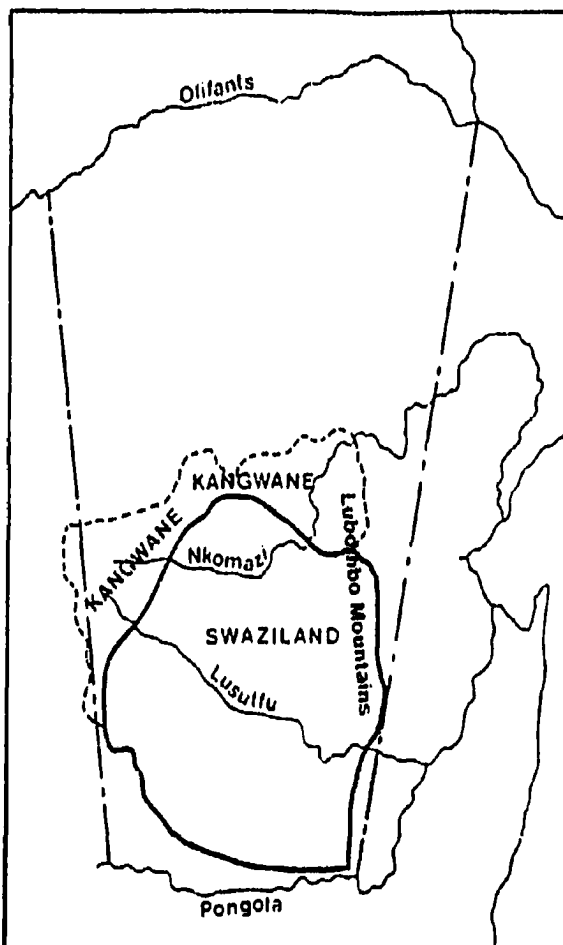 Olifants
KANGWANE
KANGWANE
Lubombo Mountains
Nkomazi
SWAZILAND
Lusutfu
Pongola